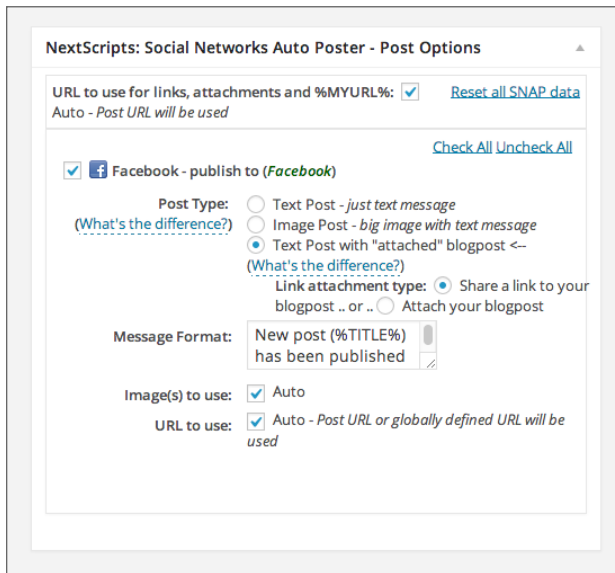 NextScripts: Social Networks Auto Poster - Post Options
URL to use for links, attachments and %MYURL%: Reset all SNAP data
Auto - Post URL will be used
Check All Uncheck All
Facebook - publish to (Facebook)
Post Type: Text Post - just text message
(What's the difference?) Image Post - big image with text message
Text Post with "attached" blogpost <--
(What's the difference?)
Link attachment type: Share a link to your
blogpost .. or .. Attach your blogpost
Message Format: New post (%TITLE%)
has been published
Image(s) to use: Auto
URL to use: Auto - Post URL or globally defined URL will be
used